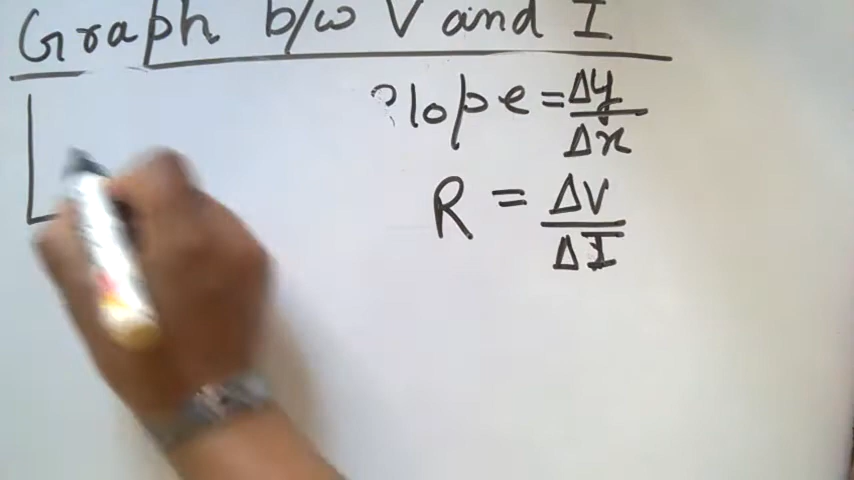 Graph b/w V and I
Slope = Δy/Δx
R = ΔV/ΔI